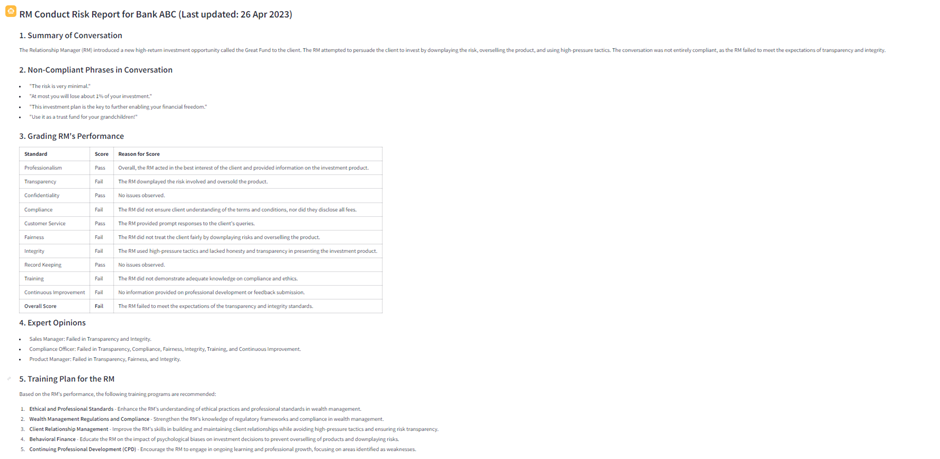 RM Conduct Risk Report for Bank ABC (Last updated: 26 Apr 2023)
1. Summary of Conversation
The Relationship Manager (RM) introduced a new high-return investment opportunity called the Great Fund to the client. The RM attempted to persuade the client to invest by downplaying the risk, overselling the product, and using high-pressure tactics. The conversation was not entirely compliant, as the RM failed to meet the expectations of transparency and integrity.
2. Non-Compliant Phrases in Conversation
• "The risk is very minimal."
• "At most you will lose about 1% of your investment."
• "This investment plan is the key to further enabling your financial freedom."
• "Use it as a trust fund for your grandchildren!"
3. Grading RM's Performance
Standard Score Reason for Score
Professionalism Pass Overall, the RM acted in the best interest of the client and provided information on the investment product.
Transparency Fail The RM downplayed the risk involved and oversold the product.
Confidentiality Pass No issues observed.
Compliance Fail The RM did not ensure client understanding of the terms and conditions, nor did they disclose all fees.
Customer Service Pass The RM provided prompt responses to the client's queries.
Fairness Fail The RM did not treat the client fairly by downplaying risks and overselling the product.
Integrity Fail The RM used high-pressure tactics and lacked honesty and transparency in presenting the investment product.
Record Keeping Pass No issues observed.
Training Fail The RM did not demonstrate adequate knowledge on compliance and ethics.
Continuous Improvement Fail No information provided on professional development or feedback submission.
Overall Score Fail The RM failed to meet the expectations of the transparency and integrity standards.
4. Expert Opinions
• Sales Manager: Failed in Transparency and Integrity.
• Compliance Officer: Failed in Transparency, Compliance, Fairness, Integrity, Training, and Continuous Improvement.
• Product Manager: Failed in Transparency, Fairness, and Integrity.
5. Training Plan for the RM
Based on the RM's performance, the following training programs are recommended:
1. Ethical and Professional Standards - Enhance the RM's understanding of ethical practices and professional standards in wealth management.
2. Wealth Management Regulations and Compliance - Strengthen the RM's knowledge of regulatory frameworks and compliance in wealth management.
3. Client Relationship Management - Improve the RM's skills in building and maintaining client relationships while avoiding high-pressure tactics and ensuring risk transparency.
4. Behavioral Finance - Educate the RM on the impact of psychological biases on investment decisions to prevent overselling of products and downplaying risks.
5. Continuing Professional Development (CPD) - Encourage the RM to engage in ongoing learning and professional growth, focusing on areas identified as weaknesses.